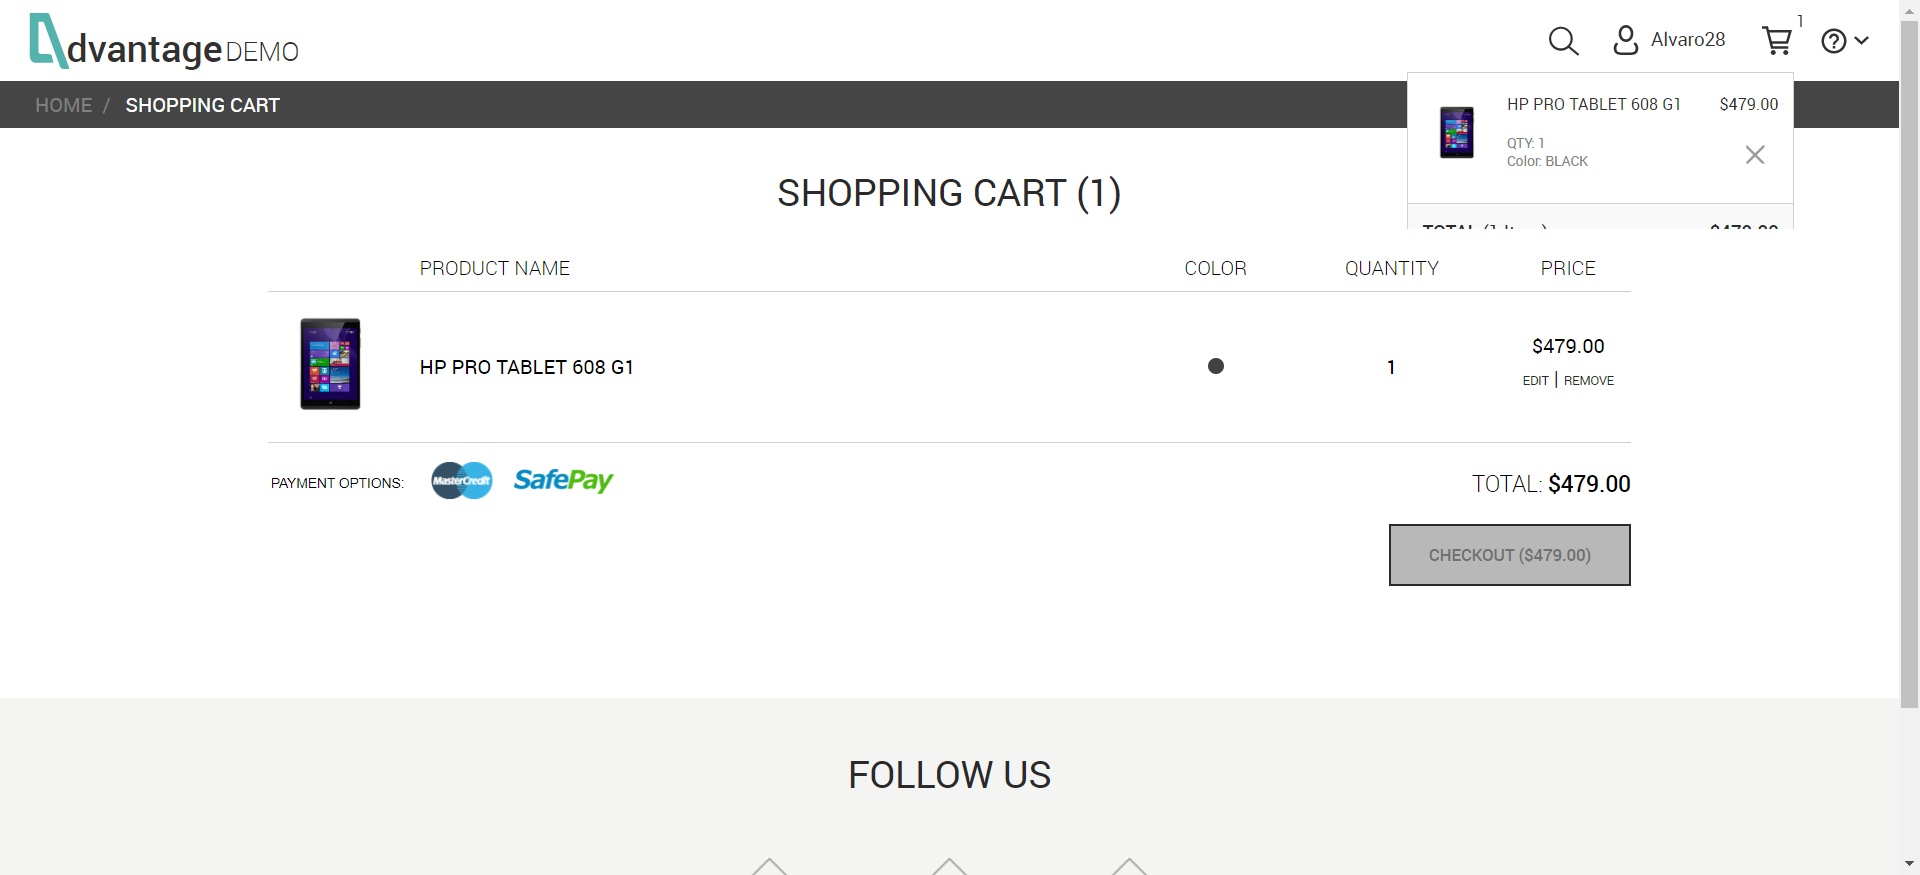 dvantage DEMO
Alvaro28
1
HOME / SHOPPING CART
HP PRO TABLET 608 G1 $479.00
QTY: 1
Color: BLACK
SHOPPING CART (1)
PRODUCT NAME COLOR QUANTITY PRICE
HP PRO TABLET 608 G1 1 $479.00
EDIT | REMOVE
PAYMENT OPTIONS: MasterCredit SafePay TOTAL: $479.00
CHECKOUT ($479.00)
FOLLOW US